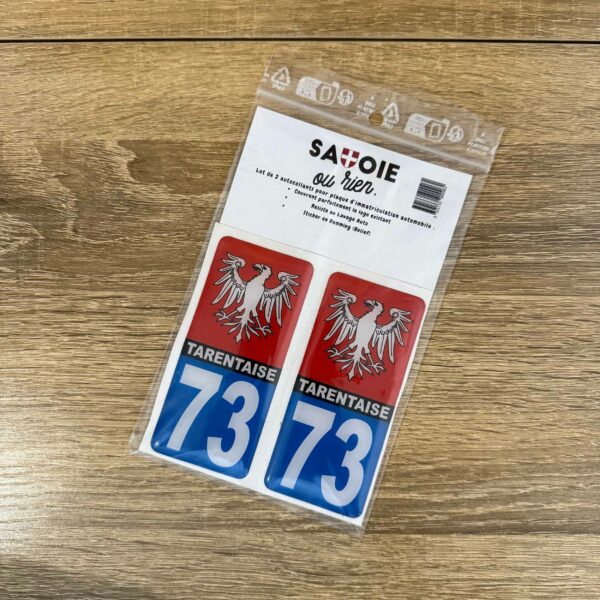 SAVOIE
ou rien.
Lot de 2 autocollants pour plaque d'immatriculation automobile :
• Couvrent parfaitement le logo existant
• Résiste au Lavage Auto
Sticker en Domming (Relief)
TARENTAISE
73
TARENTAISE
73